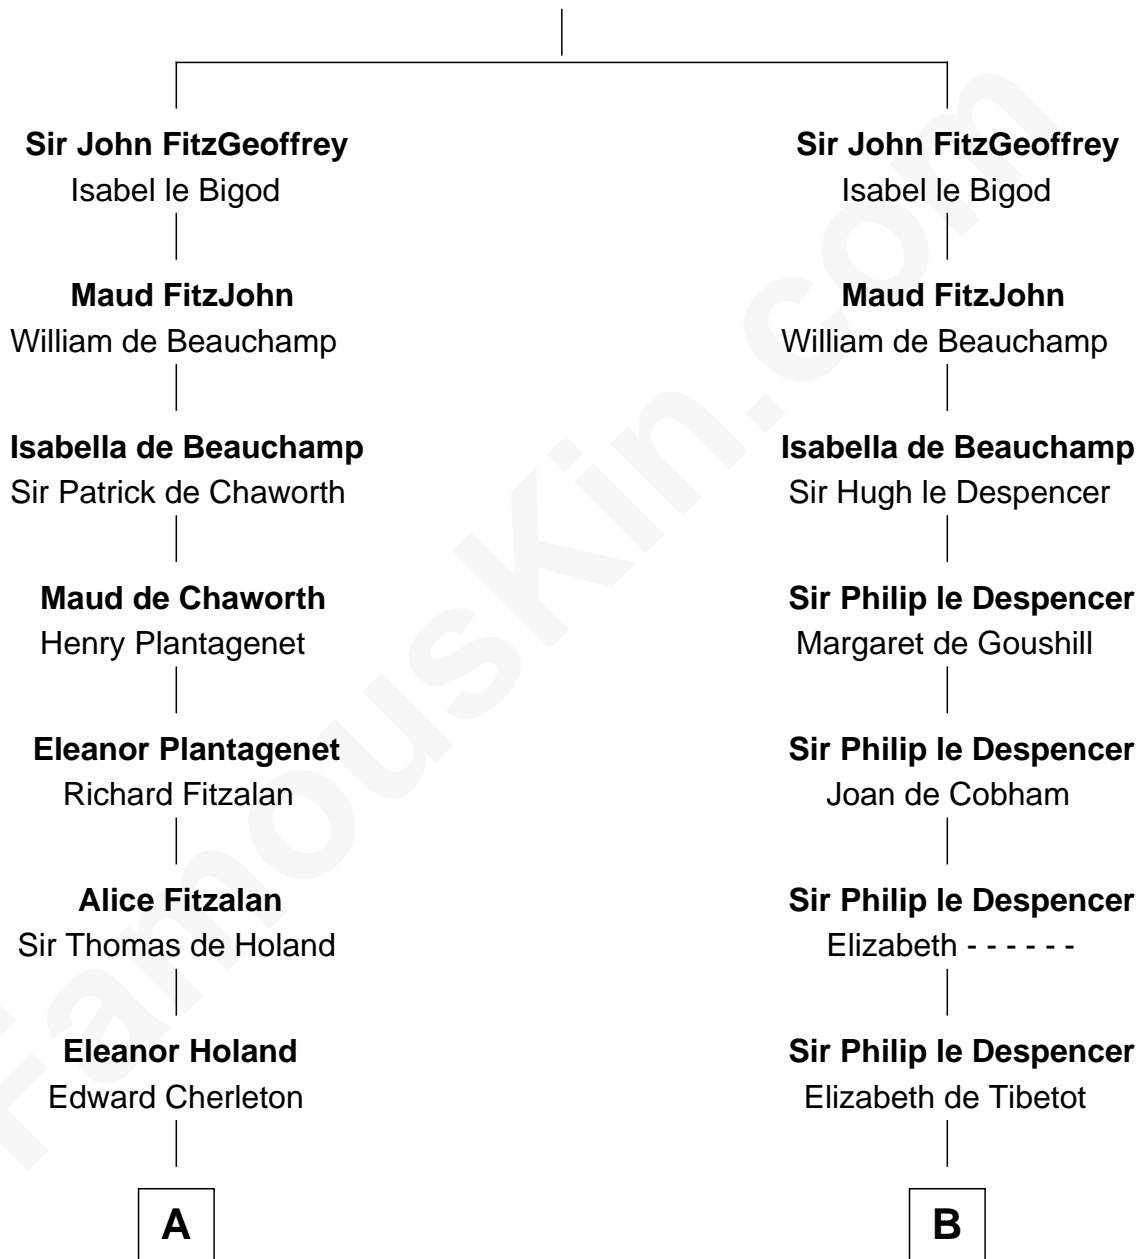 Sir John FitzGeoffrey
Isabel le Bigod
Maud FitzJohn
William de Beauchamp
Isabella de Beauchamp
Sir Patrick de Chaworth
Maud de Chaworth
Henry Plantagenet
Eleanor Plantagenet
Richard Fitzalan
Alice Fitzalan
Sir Thomas de Holand
Eleanor Holand
Edward Cherleton
A
Sir John FitzGeoffrey
Isabel le Bigod
Maud FitzJohn
William de Beauchamp
Isabella de Beauchamp
Sir Hugh le Despencer
Sir Philip le Despencer
Margaret de Goushill
Sir Philip le Despencer
Joan de Cobham
Sir Philip le Despencer
Elizabeth - - - - - -
Sir Philip le Despencer
Elizabeth de Tibetot
B
FamousKin.com